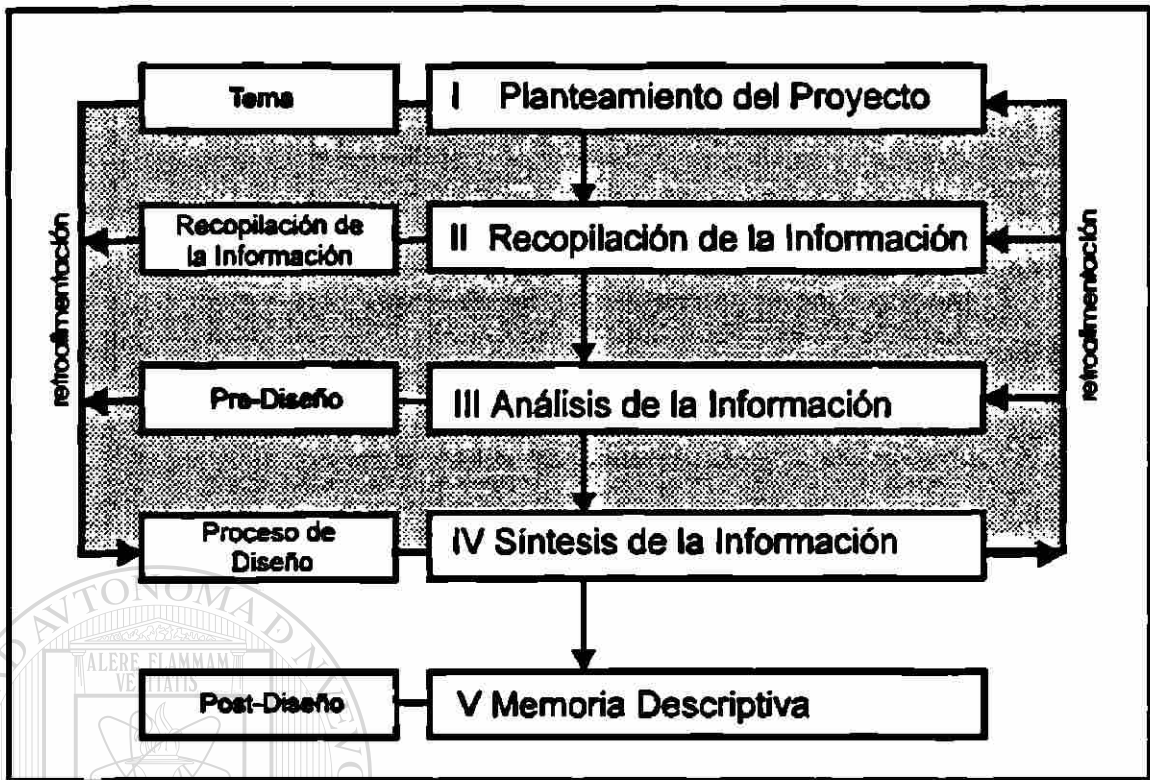 Tema
I Planteamiento del Proyecto
Recopilación de
la Información
II Recopilación de la Información
Pre-Diseño
III Análisis de la Información
Proceso de
Diseño
IV Síntesis de la Información
Post-Diseño
V Memoria Descriptiva
retroalimentación
retroalimentación
AVTONOMA D
ALERE FLAMMAM
VERITATIS